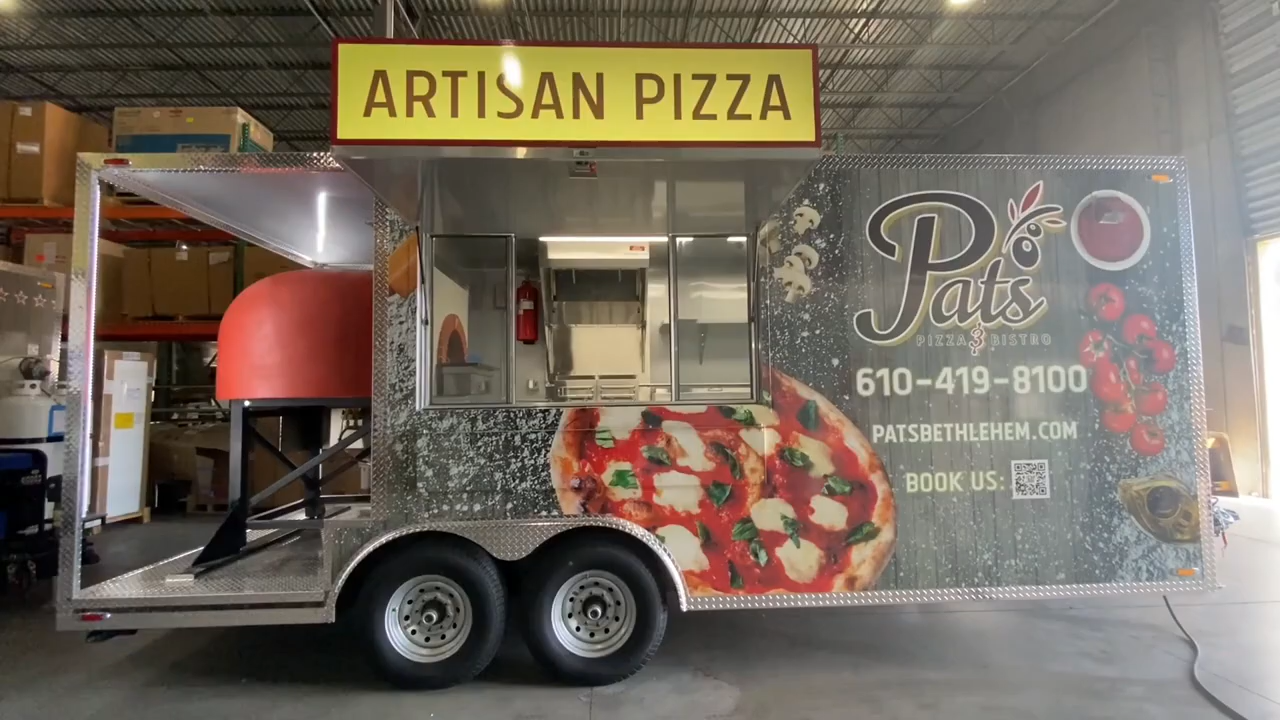 ARTISAN PIZZA
Pats
PIZZA & BISTRO
610-419-8100
PATSBETHLEHEM.COM
BOOK US: